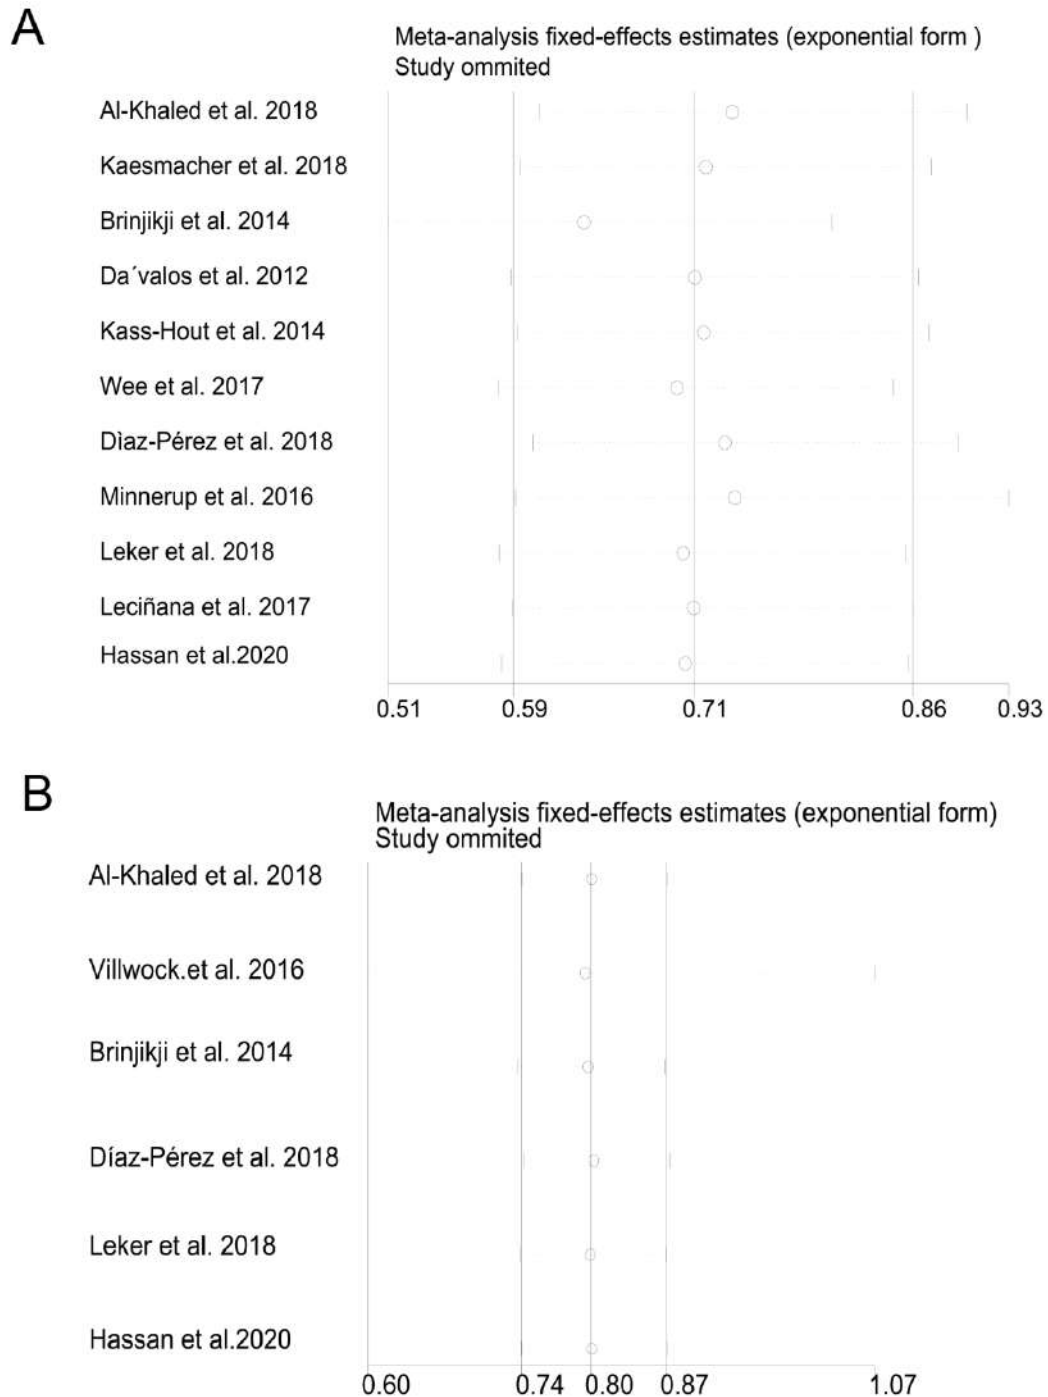 A
Meta-analysis fixed-effects estimates (exponential form )
Study ommited
Al-Khaled et al. 2018
Kaesmacher et al. 2018
Brinjikji et al. 2014
Da´valos et al. 2012
Kass-Hout et al. 2014
Wee et al. 2017
Dìaz-Pérez et al. 2018
Minnerup et al. 2016
Leker et al. 2018
Leciñana et al. 2017
Hassan et al.2020
0.51 0.59 0.71 0.86 0.93
B
Meta-analysis fixed-effects estimates (exponential form)
Study ommited
Al-Khaled et al. 2018
Villwock.et al. 2016
Brinjikji et al. 2014
Díaz-Pérez et al. 2018
Leker et al. 2018
Hassan et al.2020
0.60 0.74 0.80 0.87 1.07